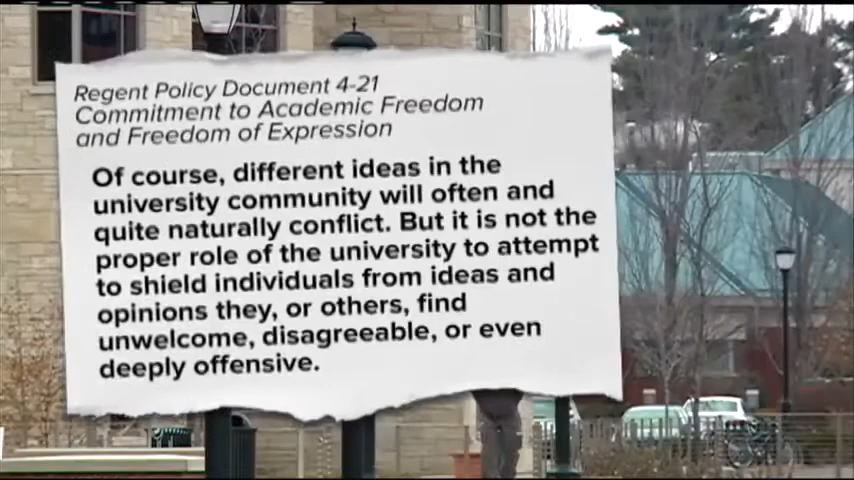 Regent Policy Document 4-21
Commitment to Academic Freedom
and Freedom of Expression
Of course, different ideas in the
university community will often and
quite naturally conflict. But it is not the
proper role of the university to attempt
to shield individuals from ideas and
opinions they, or others, find
unwelcome, disagreeable, or even
deeply offensive.